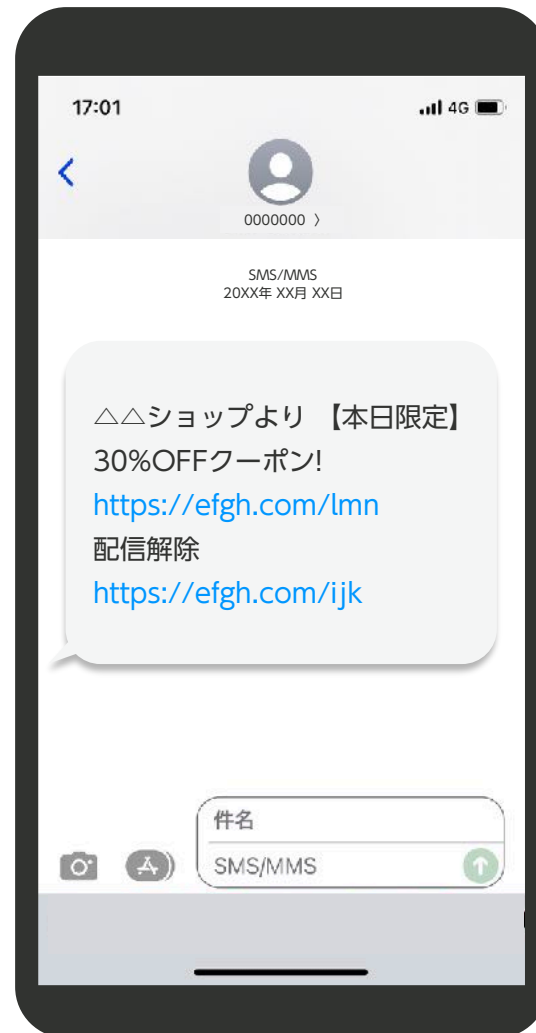 17:01 4G
0000000 〉
SMS/MMS
20XX年 XX月 XX日
△△ショップより 【本日限定】
30%OFFクーポン!
https://efgh.com/lmn
配信解除
https://efgh.com/ijk
件名
SMS/MMS